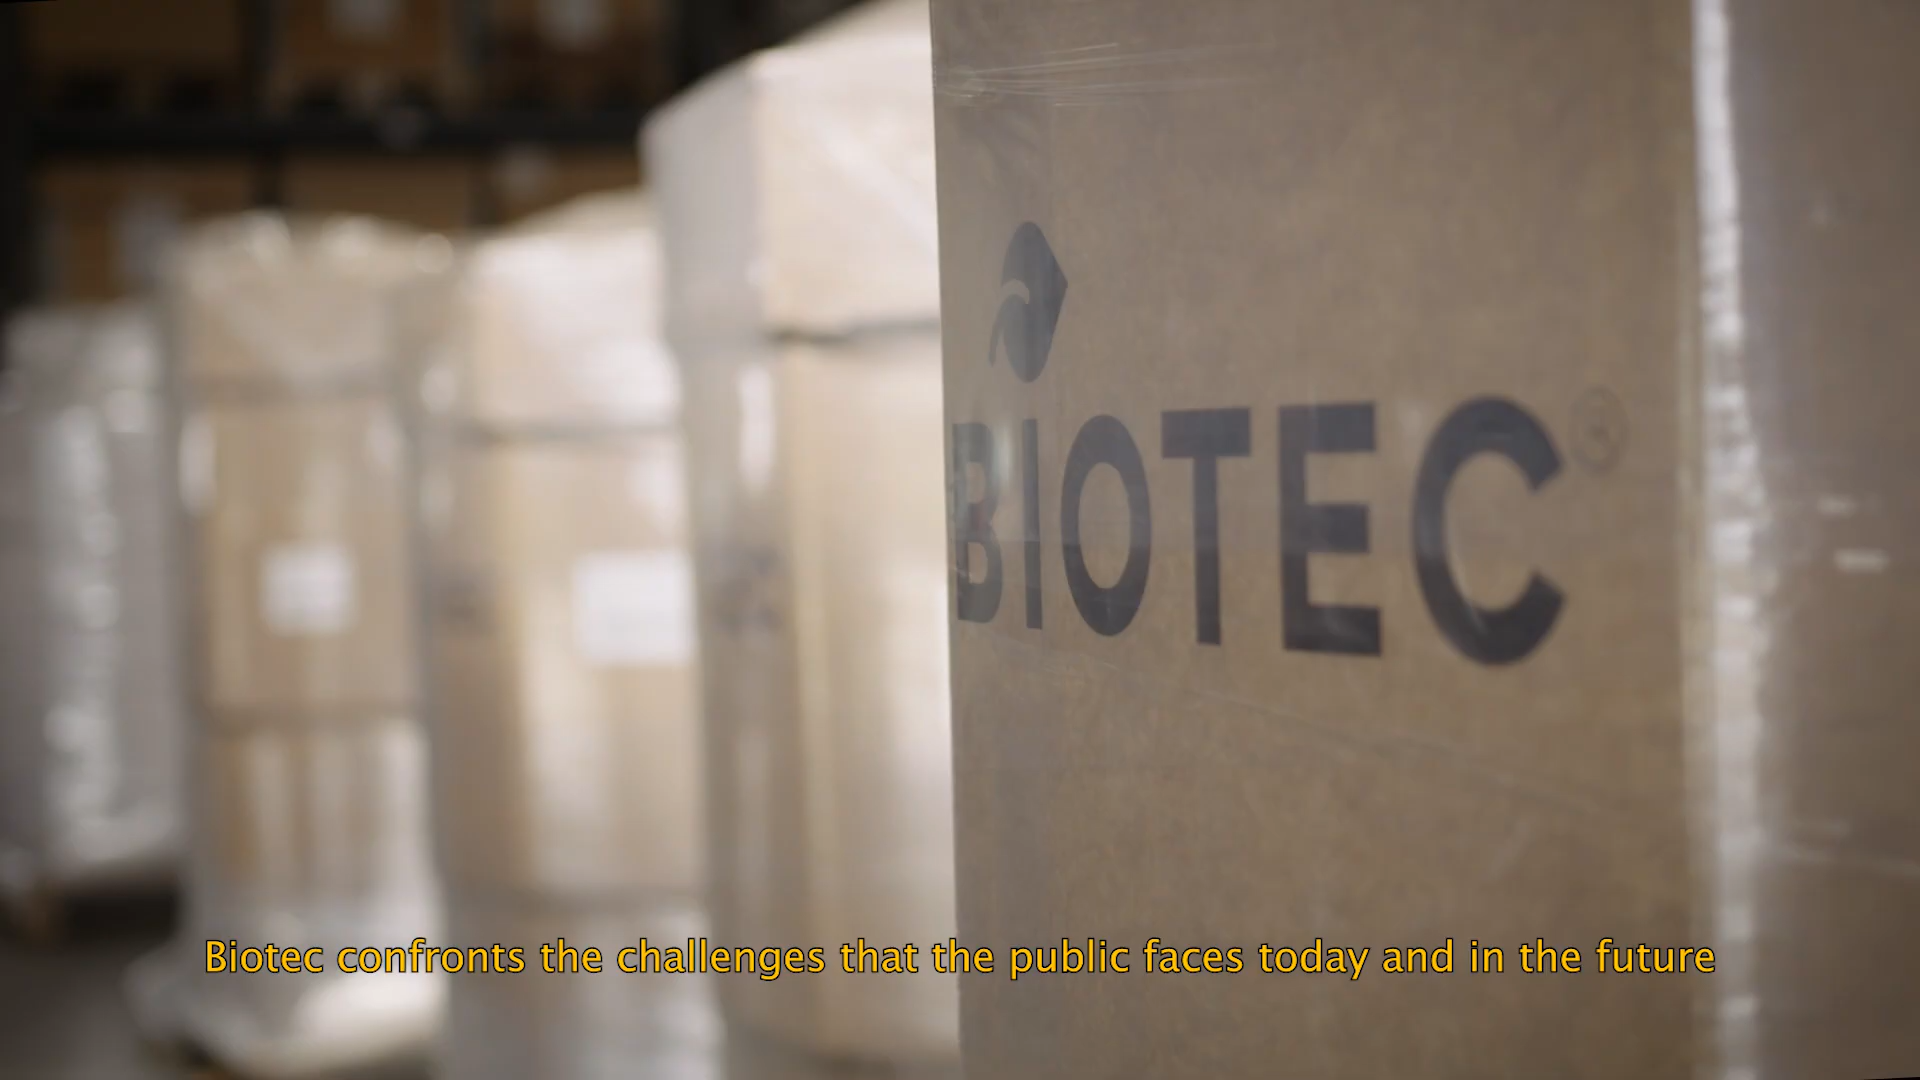 BIOTEC®
Biotec confronts the challenges that the public faces today and in the future